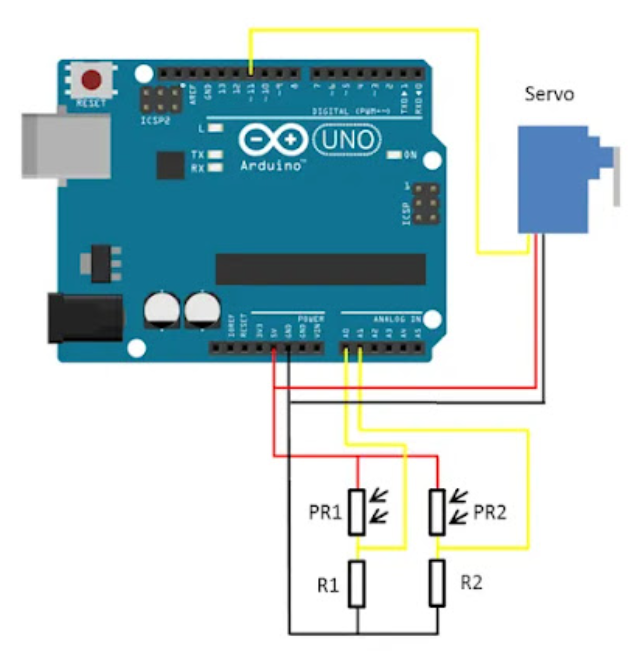 RESET
ICSP2
AREF
GND
13
12
~11
~10
~9
8
7
~6
~5
4
~3
2
TX0▶1
RX0◀0
DIGITAL (PWM~)
L
TX
RX
UNO
Arduino™
ON
1
ICSP
Servo
IOREF
RESET
3V3
5V
GND
GND
VIN
POWER
ANALOG IN
A0
A1
A2
A3
A4
A5
PR1
PR2
R1
R2